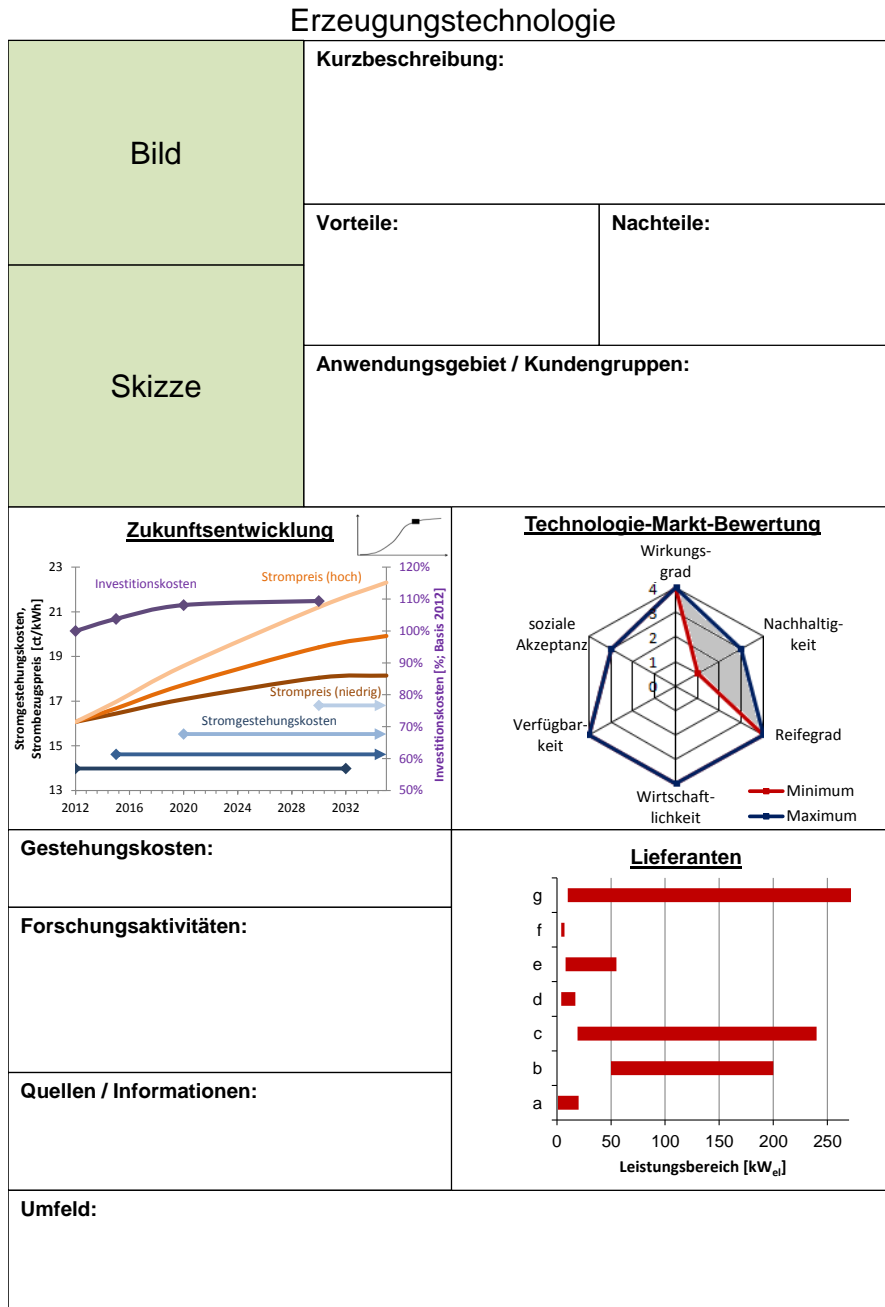 Erzeugungstechnologie
Bild
Kurzbeschreibung:
Vorteile:
Nachteile:
Skizze
Anwendungsgebiet / Kundengruppen:
Zukunftsentwicklung
Stromgestehungskosten,
Strombezugspreis [ct/kWh]
23
21
19
17
15
13
2012
2016
2020
2024
2028
2032
120%
110%
100%
90%
80%
70%
60%
50%
Investitionskosten [%; Basis 2012]
Investitionskosten
Strompreis (hoch)
Strompreis (niedrig)
Stromgestehungskosten
Technologie-Markt-Bewertung
Wirkungs-
grad
Nachhaltig-
keit
Reifegrad
Wirtschaft-
lichkeit
Verfügbar-
keit
soziale
Akzeptanz
4
3
2
1
0
Minimum
Maximum
Gestehungskosten:
Forschungsaktivitäten:
Quellen / Informationen:
Lieferanten
g
f
e
d
c
b
a
0
50
100
150
200
250
Leistungsbereich [kWel]
Umfeld: